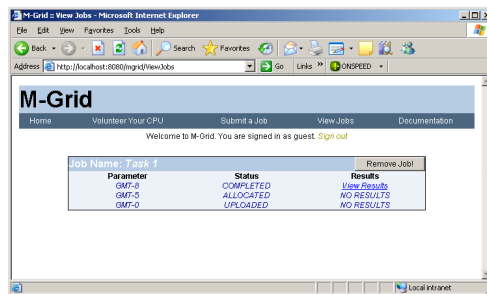 M-Grid :: View Jobs - Microsoft Internet Explorer
File Edit View Favorites Tools Help
Back Search Favorites
Address http://localhost:8080/mgrid/ViewJobs Go Links » ONSPEED
M-Grid
Home Volunteer Your CPU Submit a Job View Jobs Documentation
Welcome to M-Grid. You are signed in as guest. Sign out
Job Name: Task 1 Remove Job!
Parameter Status Results
GMT-8 COMPLETED View Results
GMT-5 ALLOCATED NO RESULTS
GMT-0 UPLOADED NO RESULTS
Local intranet